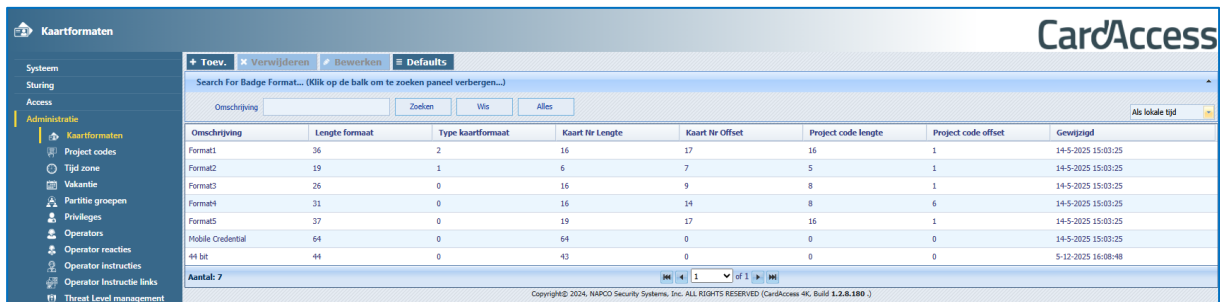 Kaartformaten
CardAccess
Systeem
Sturing
Access
Administratie
Kaartformaten
Project codes
Tijd zone
Vakantie
Partitie groepen
Privileges
Operators
Operator reacties
Operator instructies
Operator Instructie links
Threat Level management
+ Toev. × Verwijderen Bewerken ≡ Defaults
Search For Badge Format... (Klik op de balk om te zoeken paneel verbergen...)
Omschrijving Zoeken Wis Alles
Als lokale tijd
Omschrijving Lengte formaat Type kaartformaat Kaart Nr Lengte Kaart Nr Offset Project code lengte Project code offset Gewijzigd
Format1 36 2 16 17 16 1 14-5-2025 15:03:25
Format2 19 1 6 7 5 1 14-5-2025 15:03:25
Format3 26 0 16 9 8 1 14-5-2025 15:03:25
Format4 31 0 16 14 8 6 14-5-2025 15:03:25
Format5 37 0 19 17 16 1 14-5-2025 15:03:25
Mobile Credential 64 0 64 0 0 0 14-5-2025 15:03:25
44 bit 44 0 43 0 0 0 5-12-2025 16:08:48
Aantal: 7 1 of 1
Copyright© 2024, NAPCO Security Systems, Inc. ALL RIGHTS RESERVED (CardAccess 4K, Build 1.2.8.180 .)